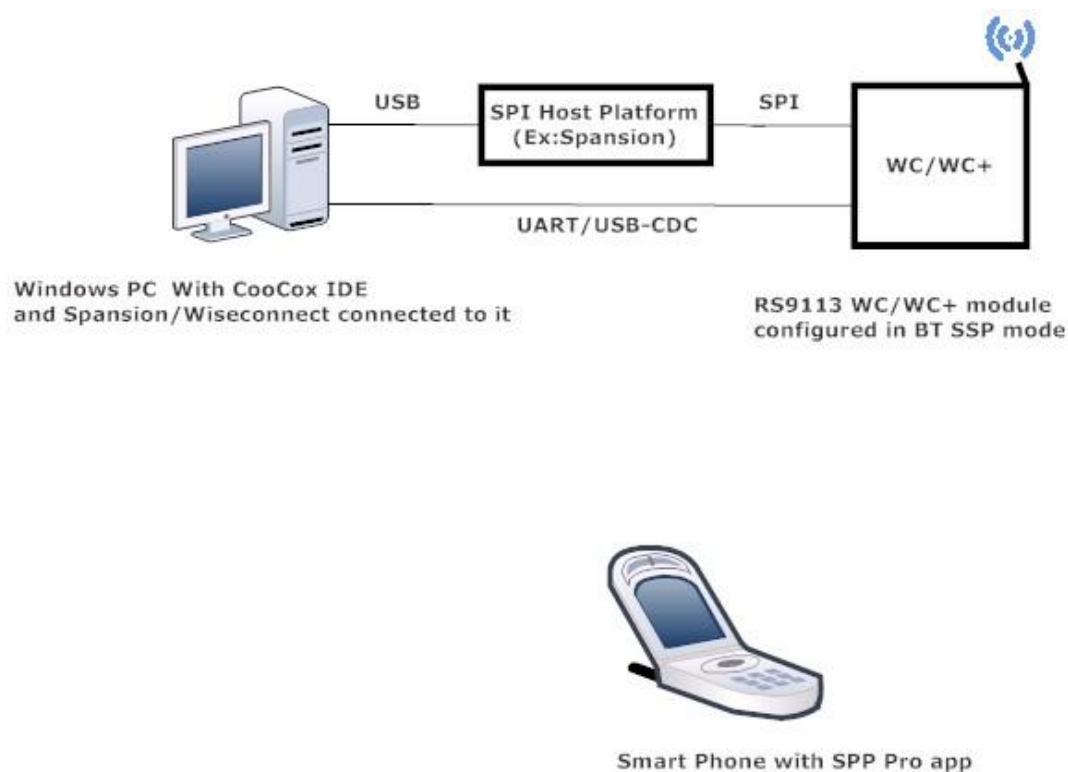 USB
SPI Host Platform
(Ex:Spansion)
SPI
WC/WC+
UART/USB-CDC
Windows PC With CooCox IDE
and Spansion/Wiseconnect connected to it
RS9113 WC/WC+ module
configured in BT SSP mode
Smart Phone with SPP Pro app